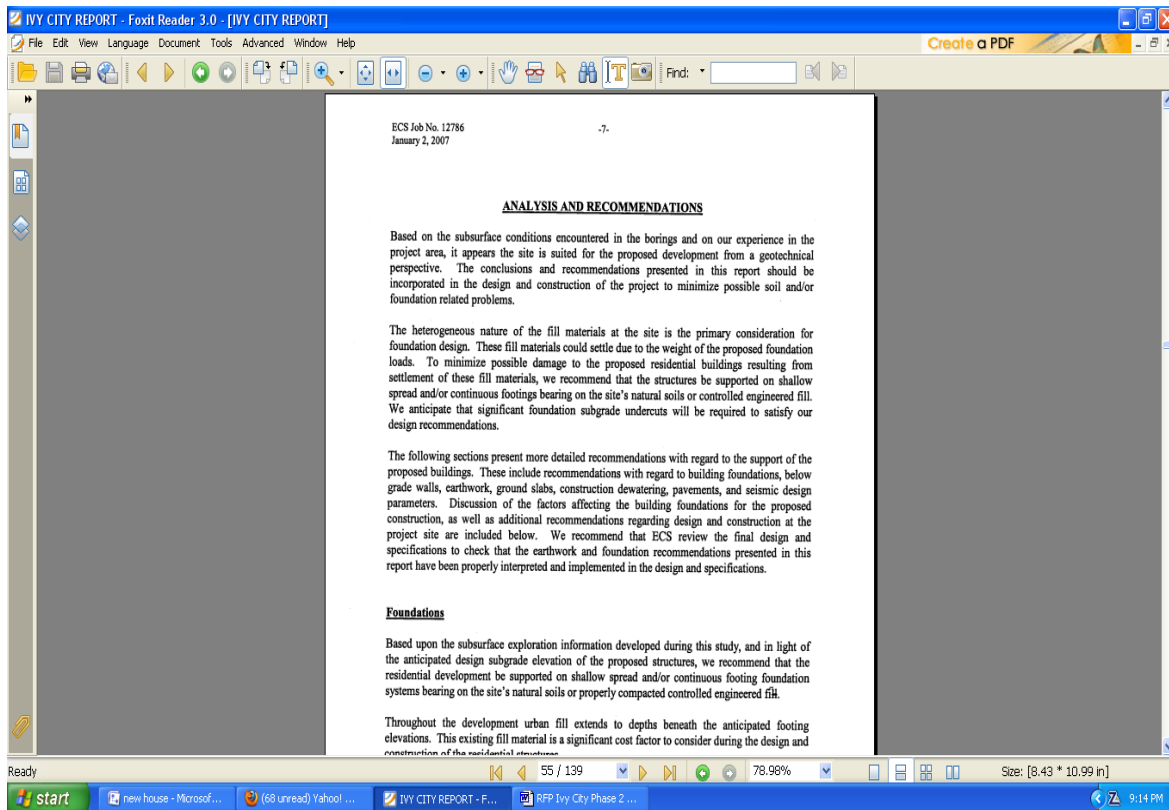 IVY CITY REPORT - Foxit Reader 3.0 - [IVY CITY REPORT]
File Edit View Language Document Tools Advanced Window Help
Create a PDF
Find:
ECS Job No. 12786 -7-
January 2, 2007
ANALYSIS AND RECOMMENDATIONS
Based on the subsurface conditions encountered in the borings and on our experience in the
project area, it appears the site is suited for the proposed development from a geotechnical
perspective. The conclusions and recommendations presented in this report should be
incorporated in the design and construction of the project to minimize possible soil and/or
foundation related problems.
The heterogeneous nature of the fill materials at the site is the primary consideration for
foundation design. These fill materials could settle due to the weight of the proposed foundation
loads. To minimize possible damage to the proposed residential buildings resulting from
settlement of these fill materials, we recommend that the structures be supported on shallow
spread and/or continuous footings bearing on the site's natural soils or controlled engineered fill.
We anticipate that significant foundation subgrade undercuts will be required to satisfy our
design recommendations.
The following sections present more detailed recommendations with regard to the support of the
proposed buildings. These include recommendations with regard to building foundations, below
grade walls, earthwork, ground slabs, construction dewatering, pavements, and seismic design
parameters. Discussion of the factors affecting the building foundations for the proposed
construction, as well as additional recommendations regarding design and construction at the
project site are included below. We recommend that ECS review the final design and
specifications to check that the earthwork and foundation recommendations presented in this
report have been properly interpreted and implemented in the design and specifications.
Foundations
Based upon the subsurface exploration information developed during this study, and in light of
the anticipated design subgrade elevation of the proposed structures, we recommend that the
residential development be supported on shallow spread and/or continuous footing foundation
systems bearing on the site's natural soils or properly compacted controlled engineered fill.
Throughout the development urban fill extends to depths beneath the anticipated footing
elevations. This existing fill material is a significant cost factor to consider during the design and
construction of the residential structures
Ready 55 / 139 78.98% Size: [8.43 * 10.99 in]
start new house - Microsof... (68 unread) Yahoo! ... IVY CITY REPORT - F... RFP Ivy City Phase 2 ... 9:14 PM